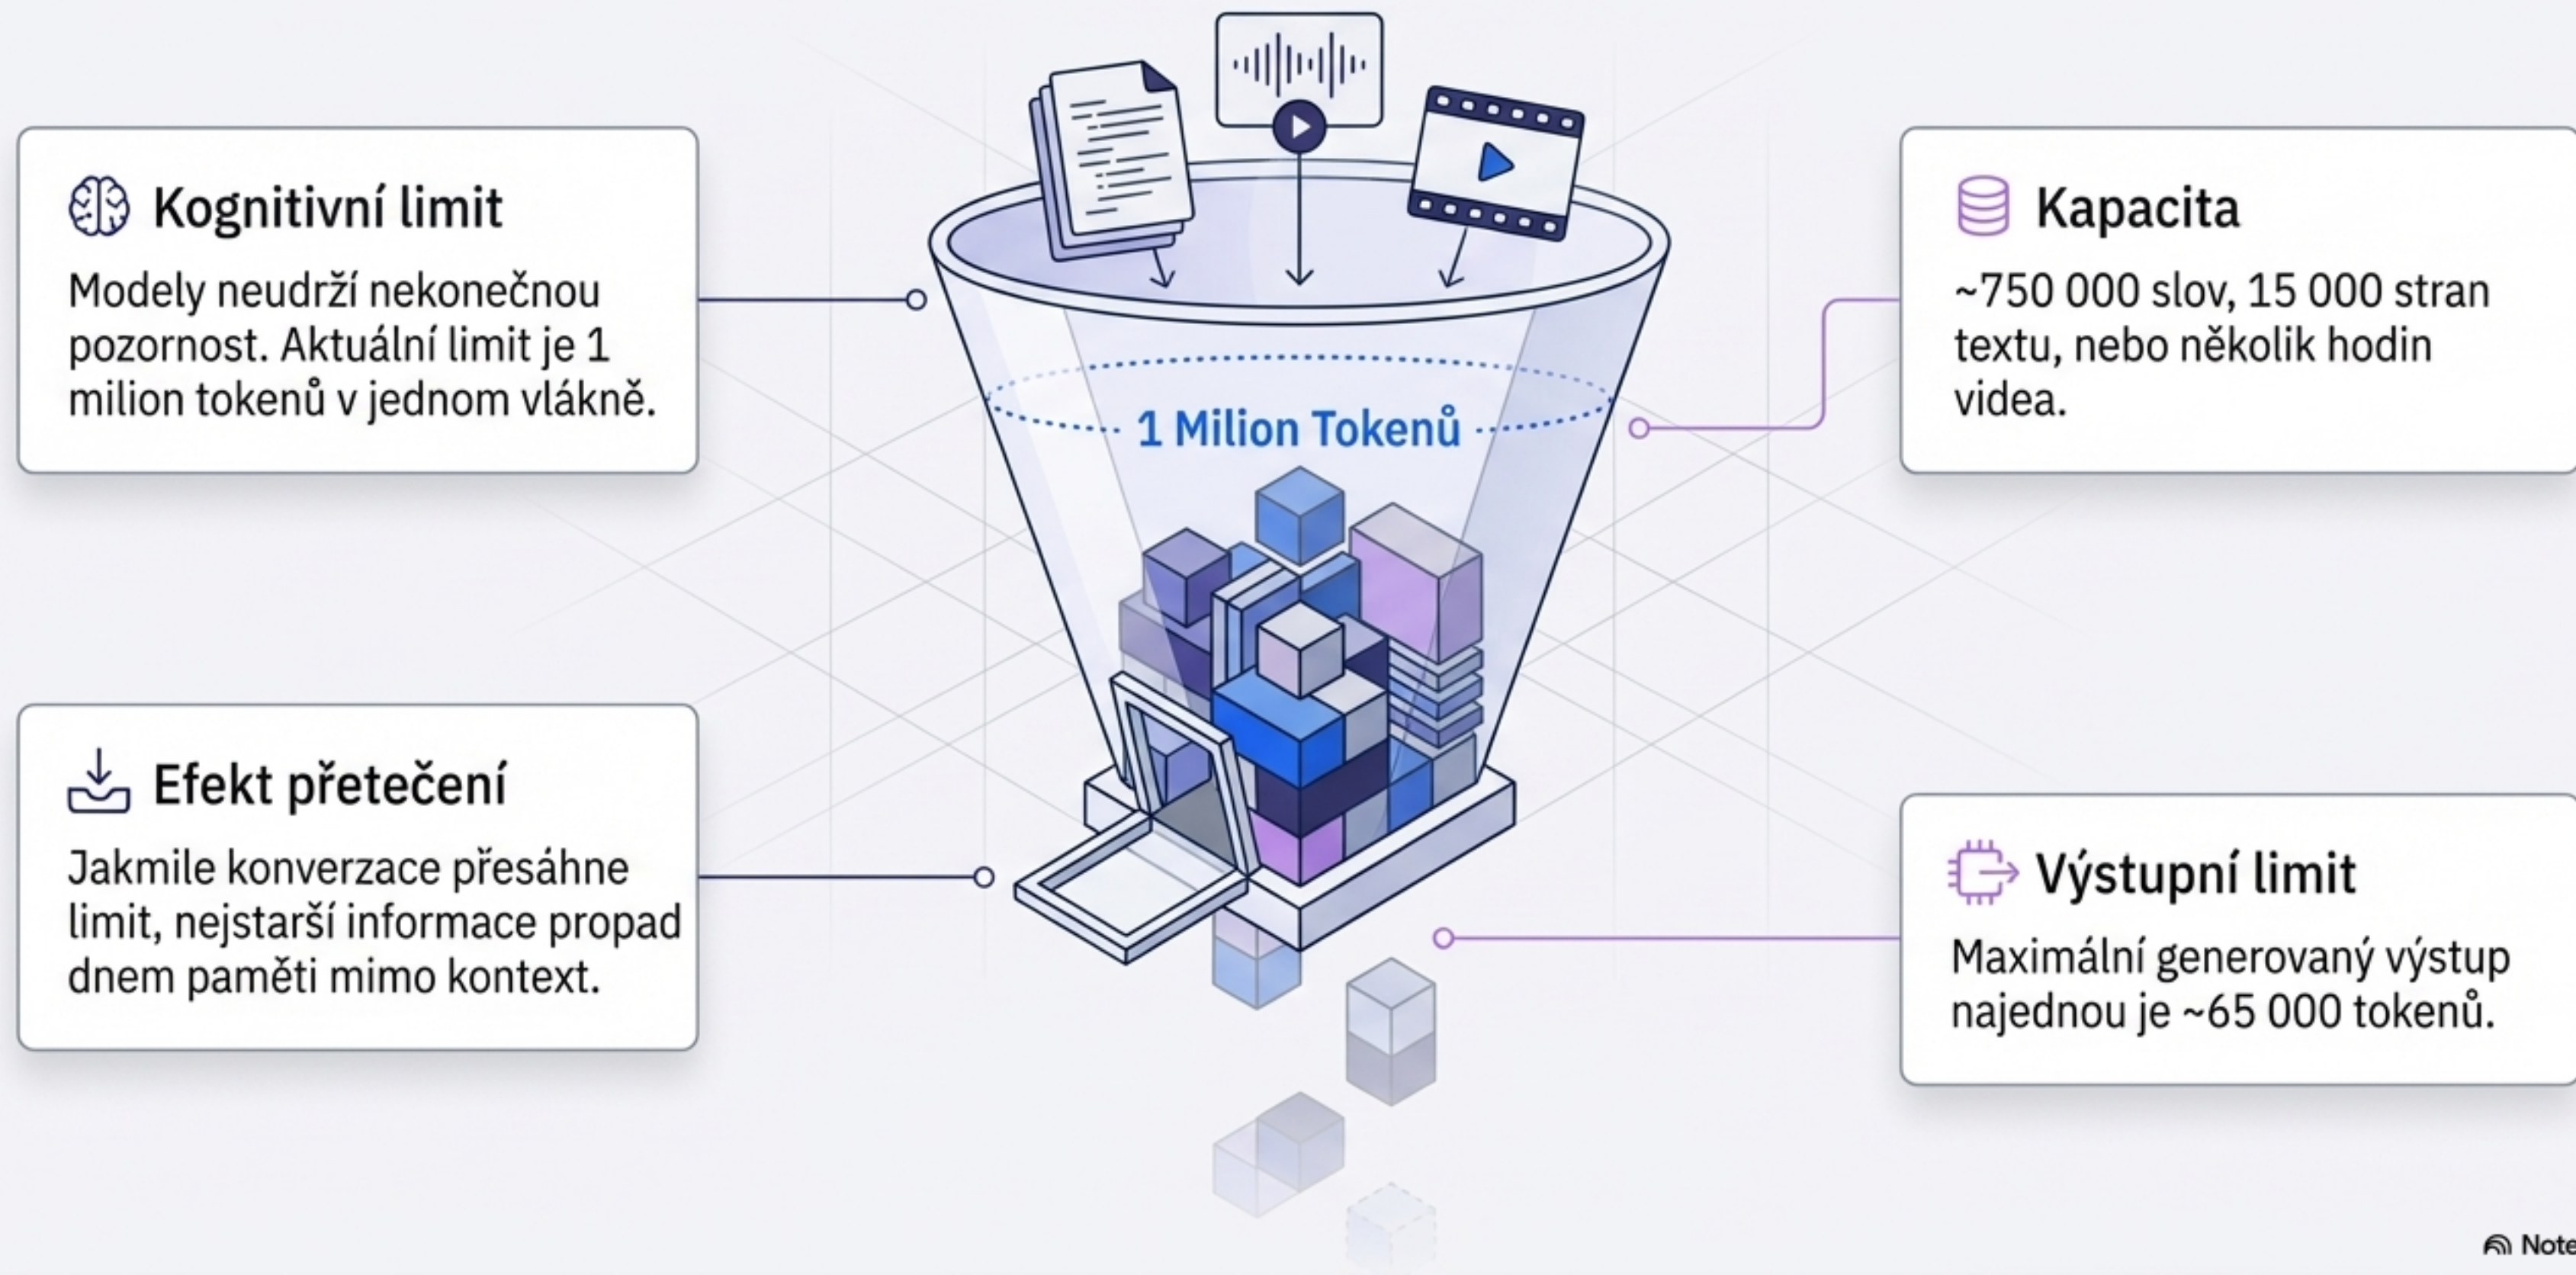 Kognitivní limit
Modely neudrží nekonečnou
pozornost. Aktuální limit je 1
milion tokenů v jednom vlákně.
Efekt přetečení
Jakmile konverzace přesáhne
limit, nejstarší informace propad
dnem paměti mimo kontext.
1 Milion Tokenů
Kapacita
~750 000 slov, 15 000 stran
textu, nebo několik hodin
videa.
Výstupní limit
Maximální generovaný výstup
najednou je ~65 000 tokenů.
Note